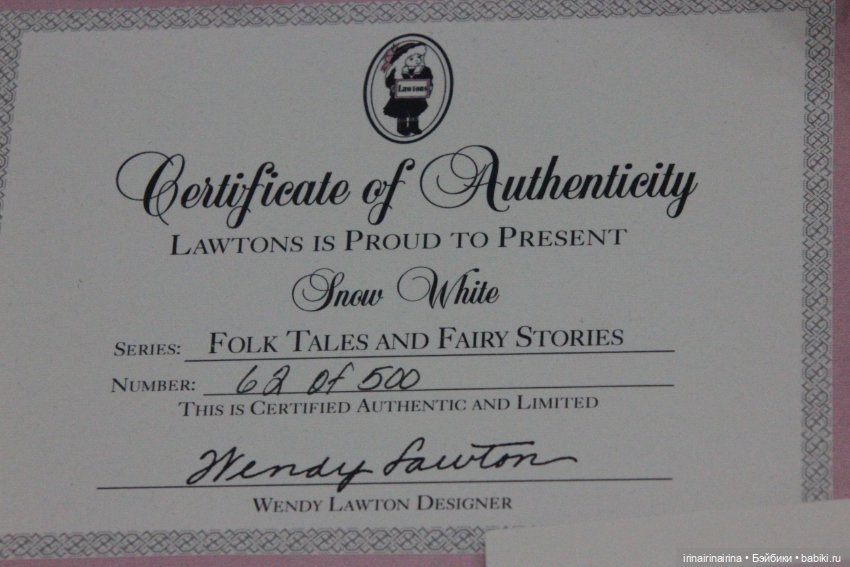 Lawtons
Certificate of Authenticity
LAWTONS IS PROUD TO PRESENT
Snow White
SERIES: FOLK TALES AND FAIRY STORIES
NUMBER: 62 of 500
THIS IS CERTIFIED AUTHENTIC AND LIMITED
Wendy Lawton
WENDY LAWTON DESIGNER
irinairinairina • Бэйбики • babiki.ru